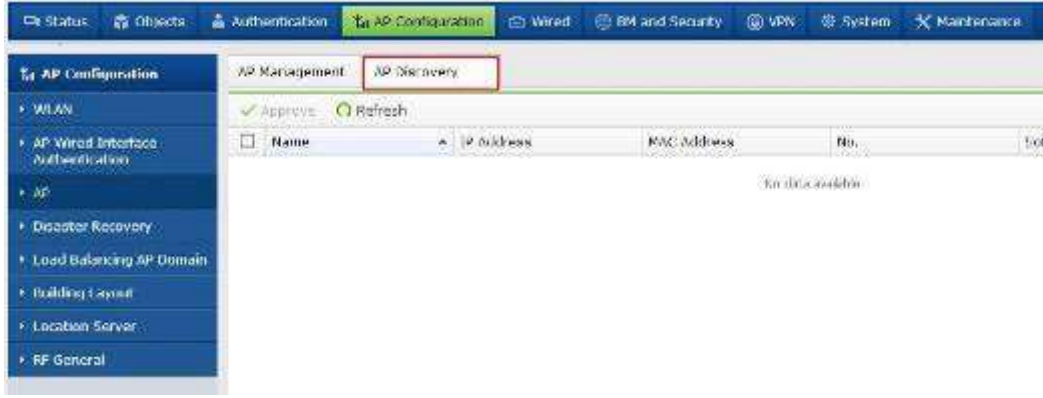 Status Objects Authentication AP Configuration Wired BM and Security VPN System Maintenance
AP Configuration
AP Management AP Discovery
WLAN
Approve Refresh
AP Wired Interface
Authentication
Name IP Address MAC Address No.
No data available
AP
Disaster Recovery
Load Balancing AP Domain
Building Layout
Location Server
RF General